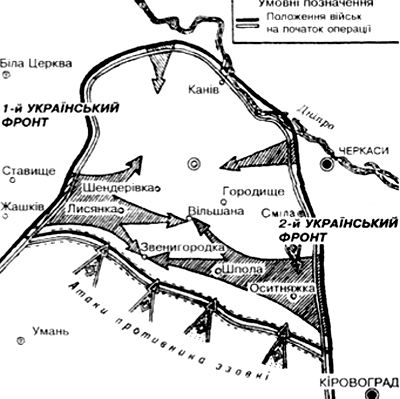 Умовні позначення
Положення військ
на початок операції
Біла Церква
Канів
1-й УКРАЇНСЬКИЙ
ФРОНТ
Дніпро
ЧЕРКАСИ
Ставище
Шендерівка
Городище
Жашків
Лисянка
Вільшана
Сміла
2-й УКРАЇНСЬКИЙ
ФРОНТ
Звенигородка
Шпола
Оситняжка
Умань
Атаки противника ззовні
КІРОВОГРАД